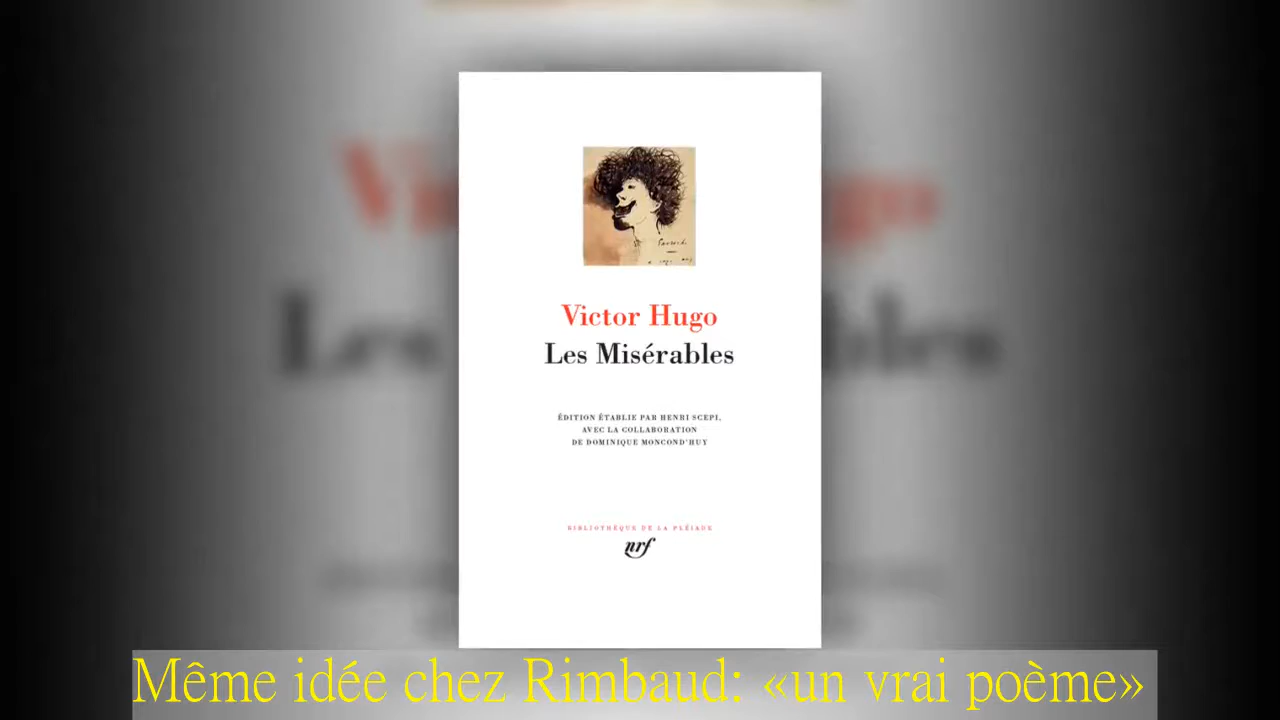 Victor Hugo
Les Misérables
ÉDITION ÉTABLIE PAR HENRI SCEPI,
AVEC LA COLLABORATION
DE DOMINIQUE MONCOND'HUY
BIBLIOTHÈQUE DE LA PLÉIADE
nrf
Même idée chez Rimbaud: «un vrai poème»